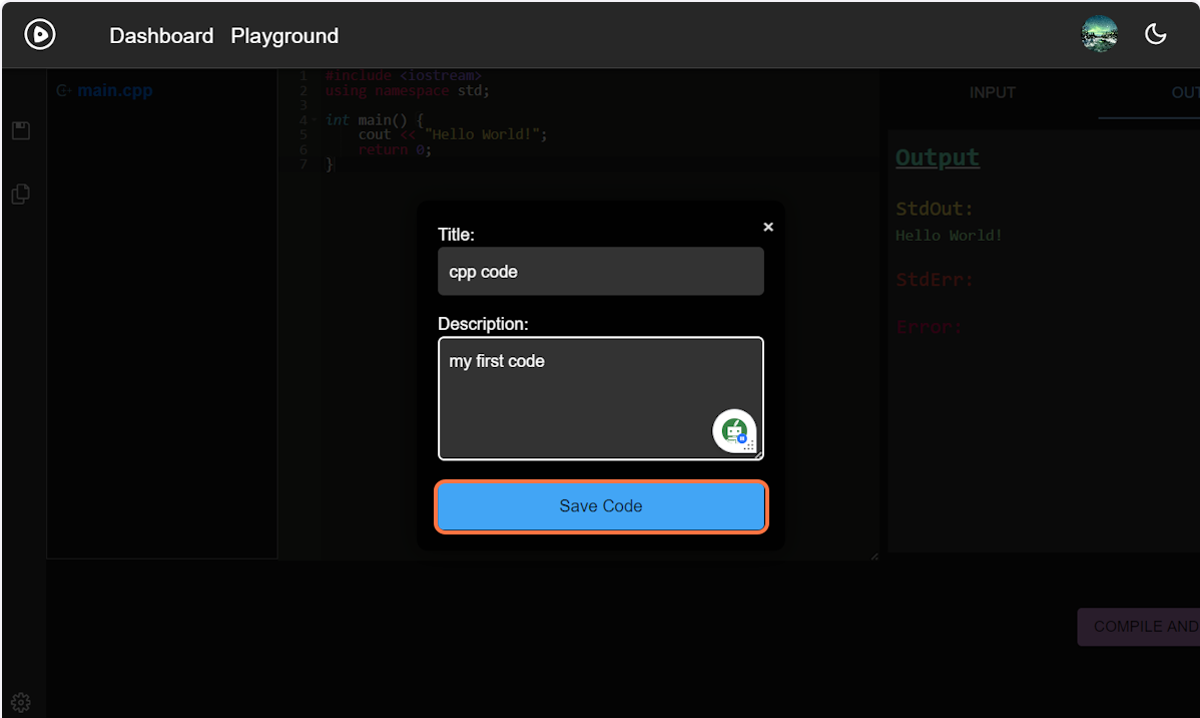 Dashboard Playground
main.cpp
1 #include <iostream>
2 using namespace std;
3
4 int main() {
5 cout << "Hello World!";
6 return 0;
7 }
INPUT
OUT
Output
StdOut:
Hello World!
StdErr:
Error:
Title:
cpp code
Description:
my first code
Save Code
COMPILE AND